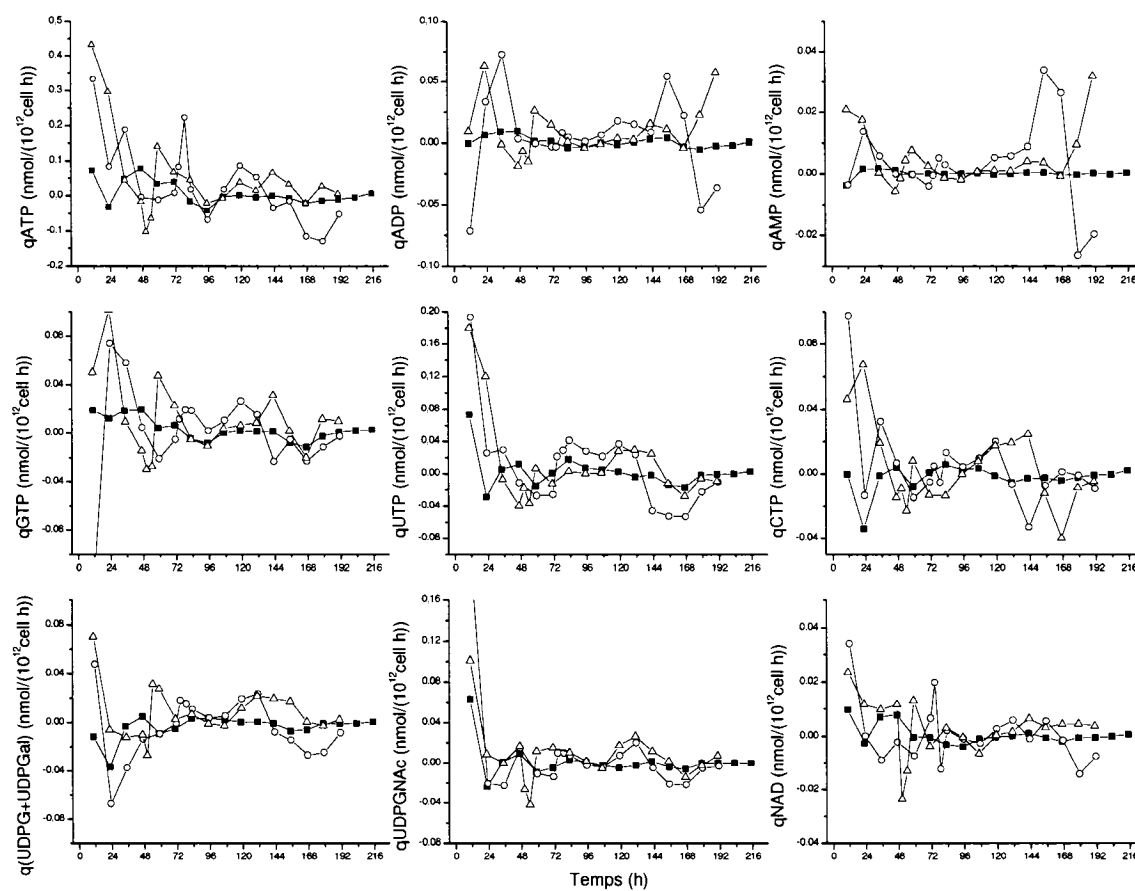 qATP (nmol/(10¹²cell h))
0.5
0.4
0.3
0.2
0.1
0.0
-0.1
-0.2
0 24 48 72 96 120 144 168 192 216
qADP (nmol/(10¹²cell h))
0.10
0.05
0.00
-0.05
-0.10
0 24 48 72 96 120 144 168 192 216
qAMP (nmol/(10¹²cell h))
0.04
0.02
0.00
-0.02
0 24 48 72 96 120 144 168 192 216
qGTP (nmol/(10¹²cell h))
0.08
0.04
0.00
-0.04
-0.08
0 24 48 72 96 120 144 168 192 216
qUTP (nmol/(10¹²cell h))
0.20
0.16
0.12
0.08
0.04
0.00
-0.04
-0.08
0 24 48 72 96 120 144 168 192 216
qCTP (nmol/(10¹²cell h))
0.08
0.04
0.00
-0.04
0 24 48 72 96 120 144 168 192 216
q(UDPG+UDPGal) (nmol/(10¹²cell h))
0.08
0.04
0.00
-0.04
-0.08
0 24 48 72 96 120 144 168 192 216
qUDPGNAc (nmol/(10¹²cell h))
0.16
0.12
0.08
0.04
0.00
-0.04
-0.08
0 24 48 72 96 120 144 168 192 216
qNAD (nmol/(10¹²cell h))
0.04
0.02
0.00
-0.02
-0.04
0 24 48 72 96 120 144 168 192 216
Temps (h)